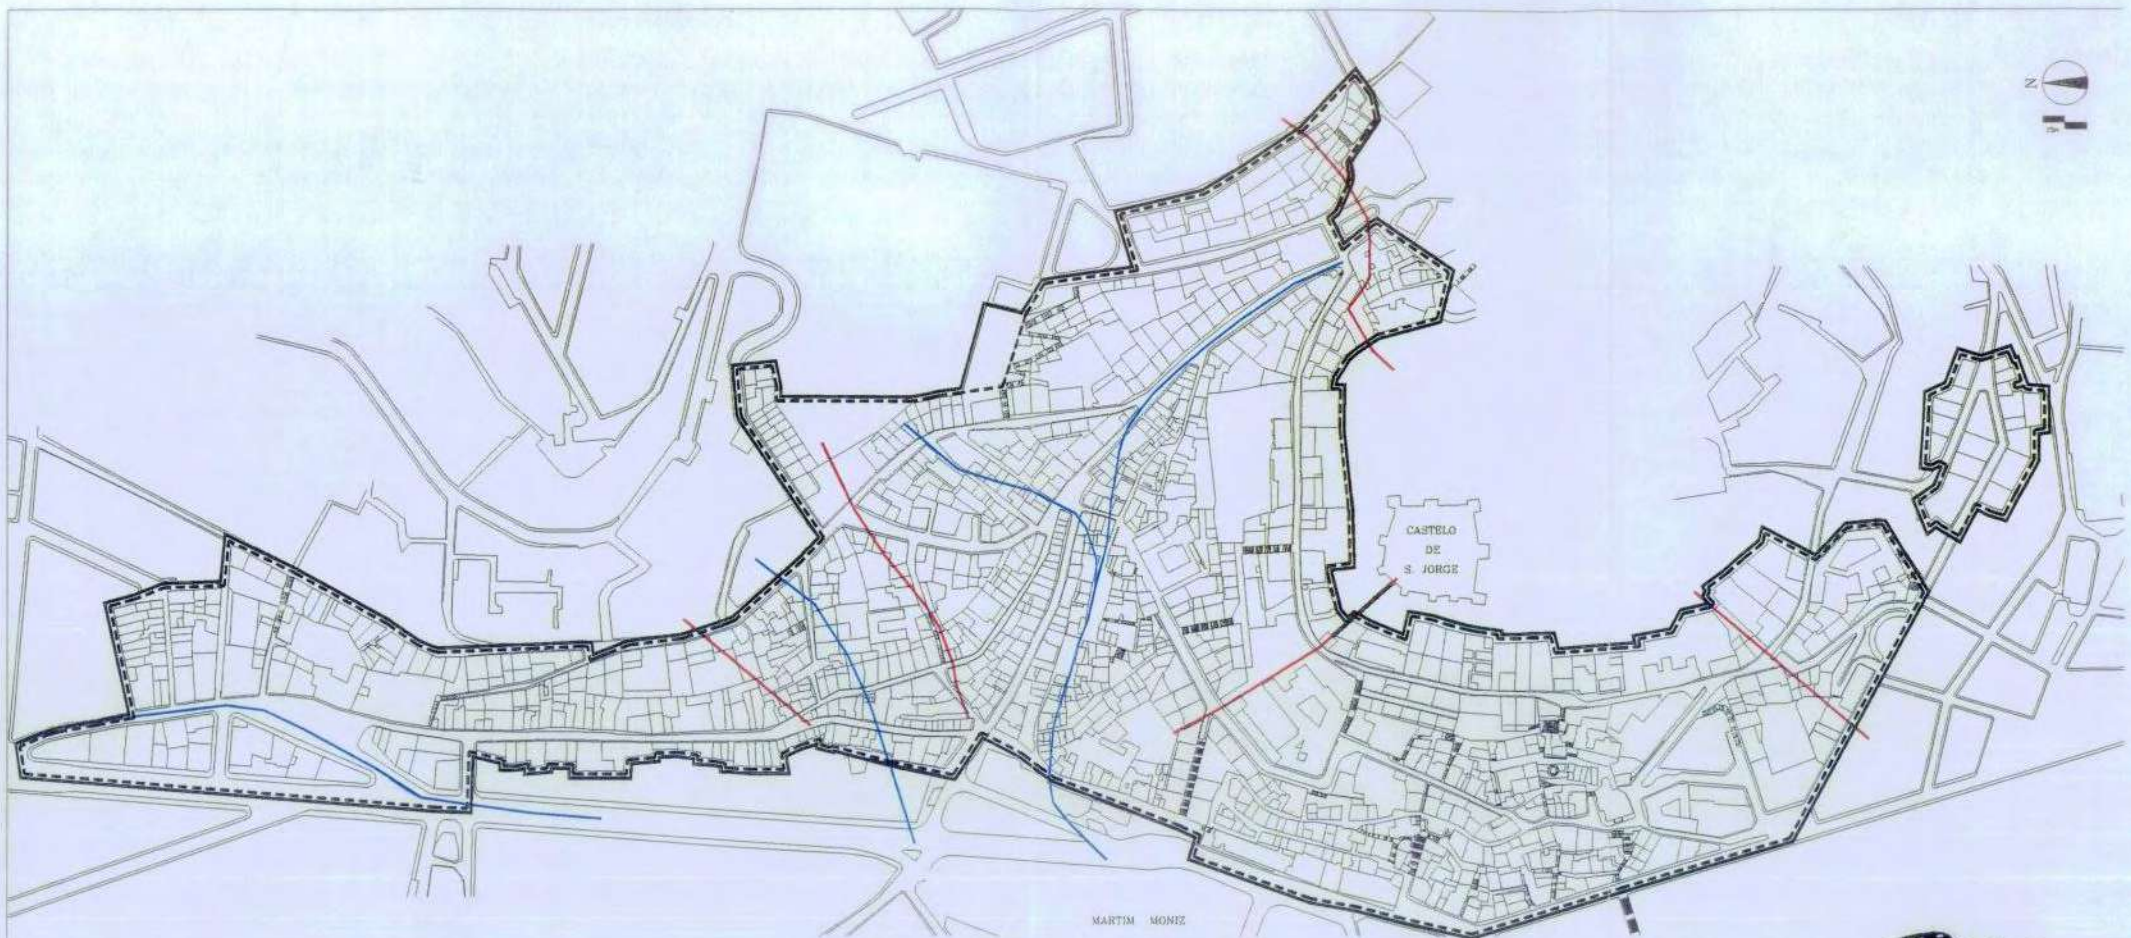 N
CASTELO
DE
S. JORGE
MARTIM MONIZ